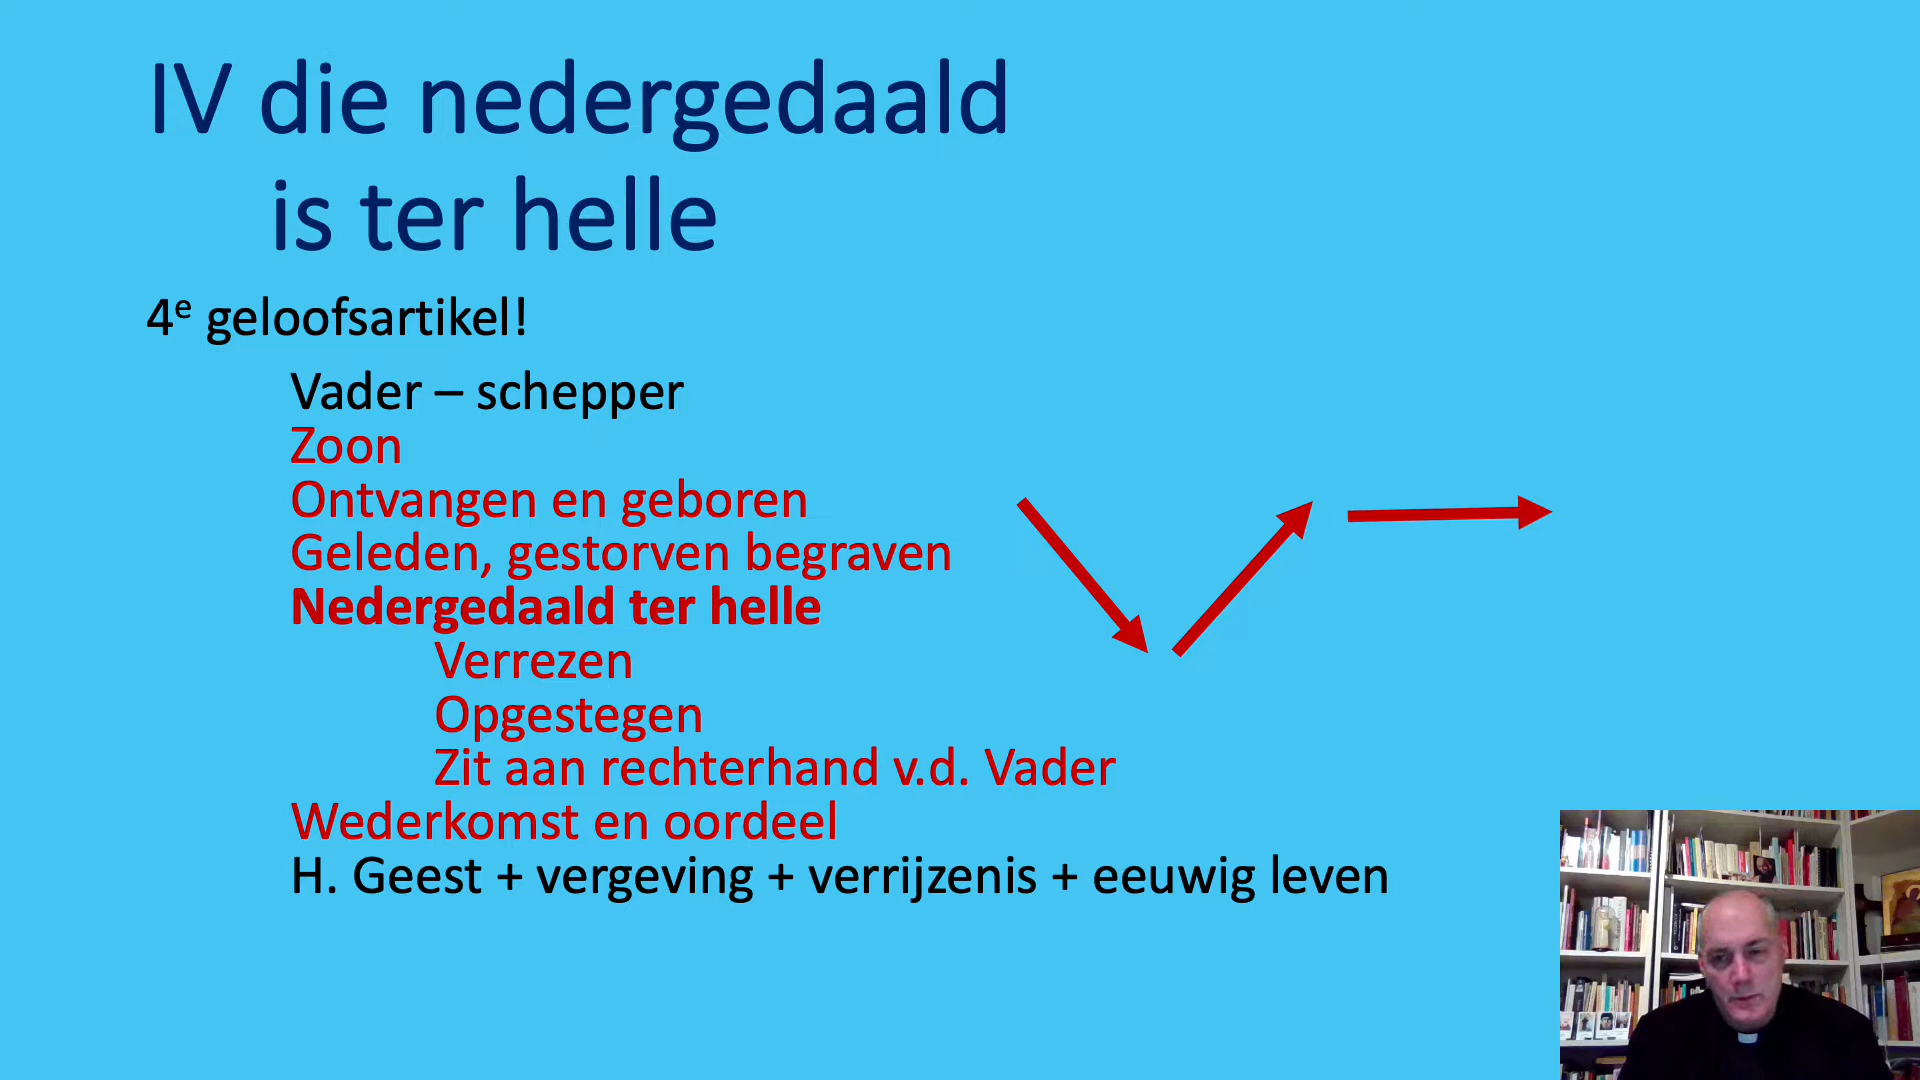 IV die nedergedaald
is ter helle
4e geloofsartikel!
Vader – schepper
Zoon
Ontvangen en geboren
Geleden, gestorven begraven
Nedergedaald ter helle
Verrezen
Opgestegen
Zit aan rechterhand v.d. Vader
Wederkomst en oordeel
H. Geest + vergeving + verrijzenis + eeuwig leven